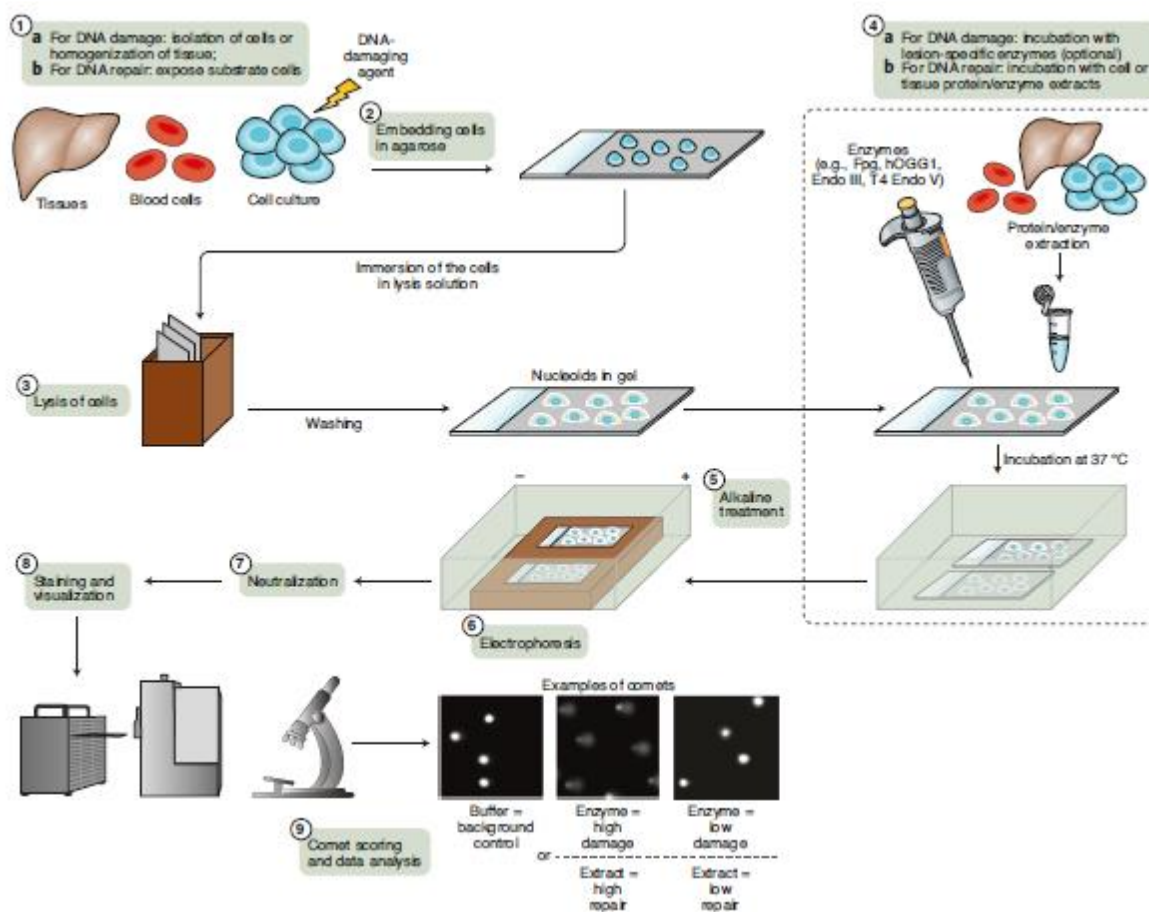 1
a For DNA damage: isolation of cells or
homogenization of tissue;
b For DNA repair: expose substrate cells
DNA-
damaging
agent
2
Embedding cells
in agarose
Tissues
Blood cells
Cell culture
Immersion of the cells
in lysis solution
3
Lysis of cells
Washing
Nucleoids in gel
4
a For DNA damage: incubation with
lesion-specific enzymes (optional)
b For DNA repair: incubation with cell or
tissue protein/enzyme extracts
Enzymes
(e.g., Fpg, hOGG1,
Endo III, T4 Endo V)
Protein/enzyme
extraction
Incubation at 37 °C
5
Alkaline
treatment
–
+
6
Electrophoresis
7
Neutralization
8
Staining and
visualization
9
Comet scoring
and data analysis
Examples of comets
Buffer =
background
control
or
Enzyme =
high
damage
Extract =
high
repair
Enzyme =
low
damage
Extract =
low
repair